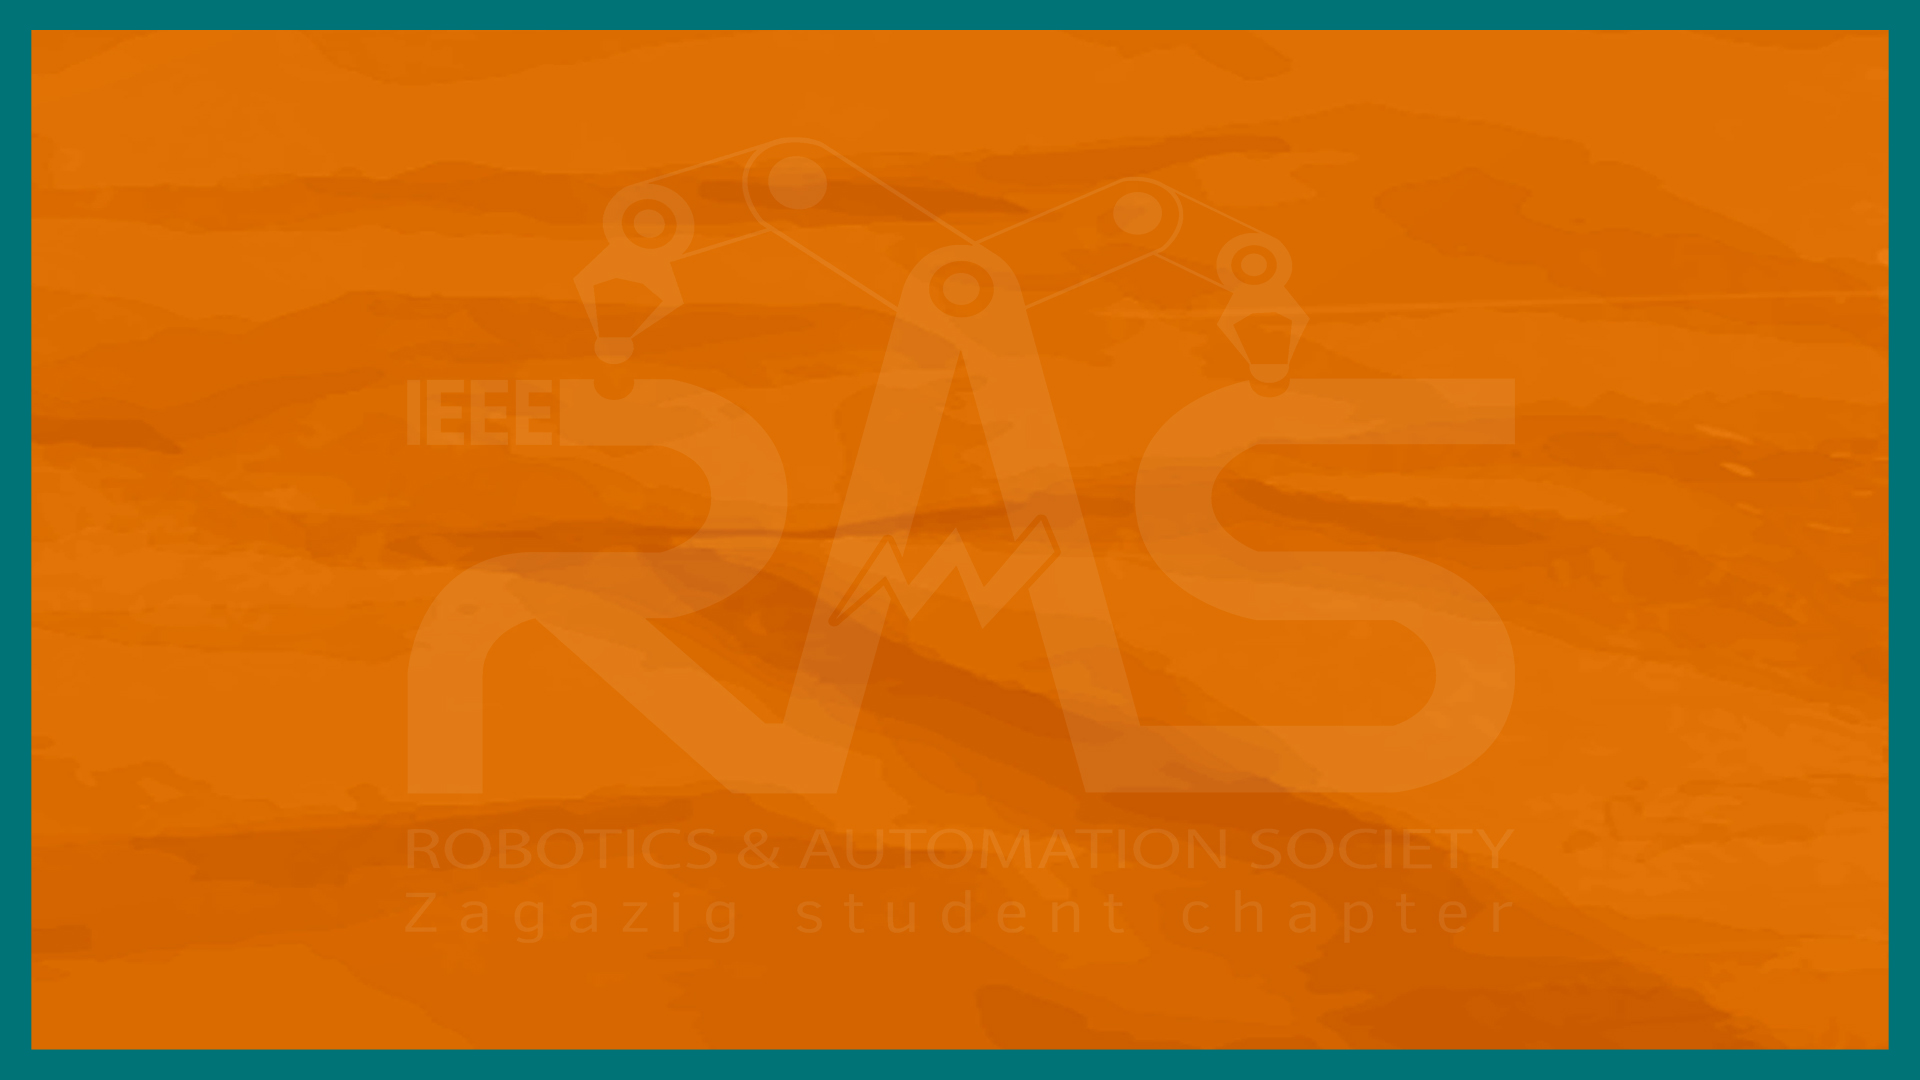 IEEE
RAS
ROBOTICS & AUTOMATION SOCIETY
Zagazig student chapter